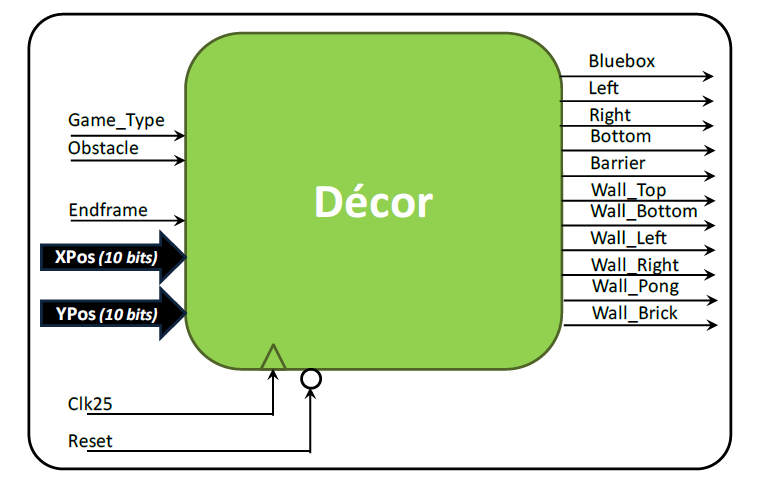 Game_Type
Obstacle
Endframe
XPos (10 bits)
YPos (10 bits)
Clk25
Reset
Décor
Bluebox
Left
Right
Bottom
Barrier
Wall_Top
Wall_Bottom
Wall_Left
Wall_Right
Wall_Pong
Wall_Brick